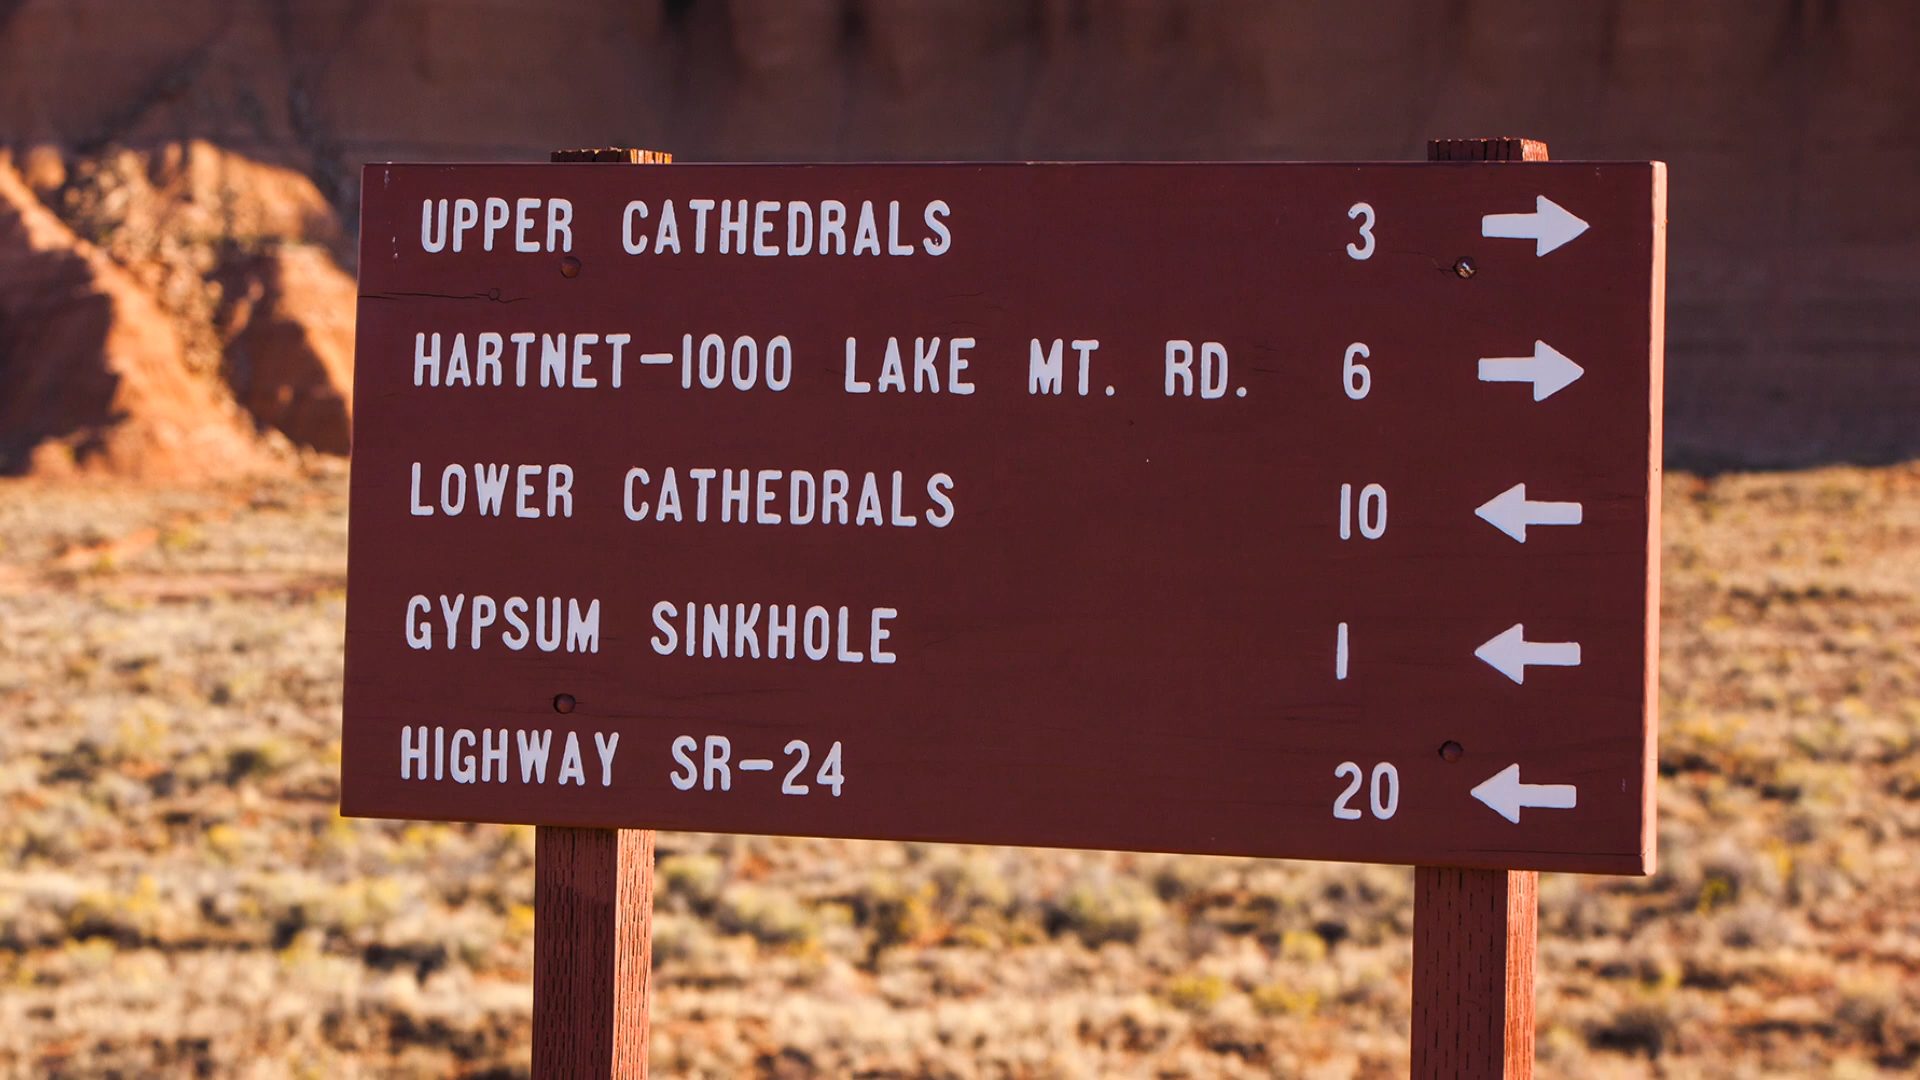 UPPER CATHEDRALS 3 →
HARTNET-1000 LAKE MT. RD. 6 →
LOWER CATHEDRALS 10 ←
GYPSUM SINKHOLE 1 ←
HIGHWAY SR-24 20 ←